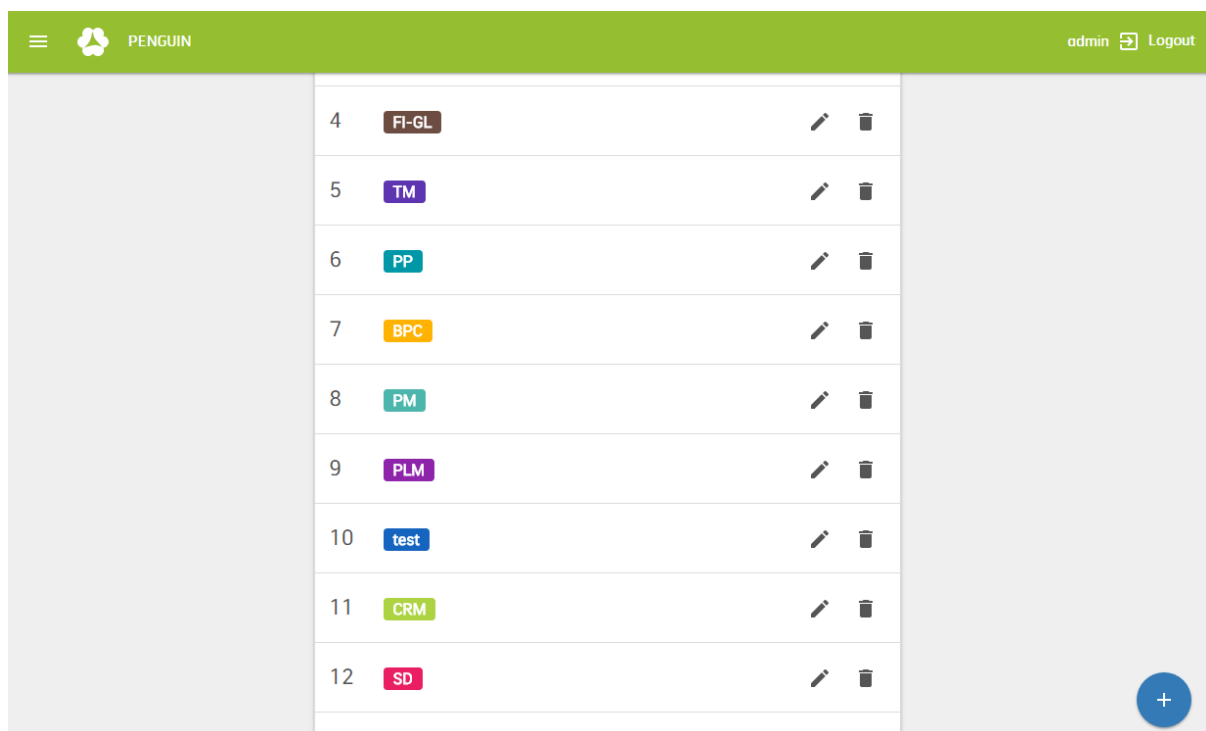 PENGUIN admin Logout
4 FI-GL
5 TM
6 PP
7 BPC
8 PM
9 PLM
10 test
11 CRM
12 SD